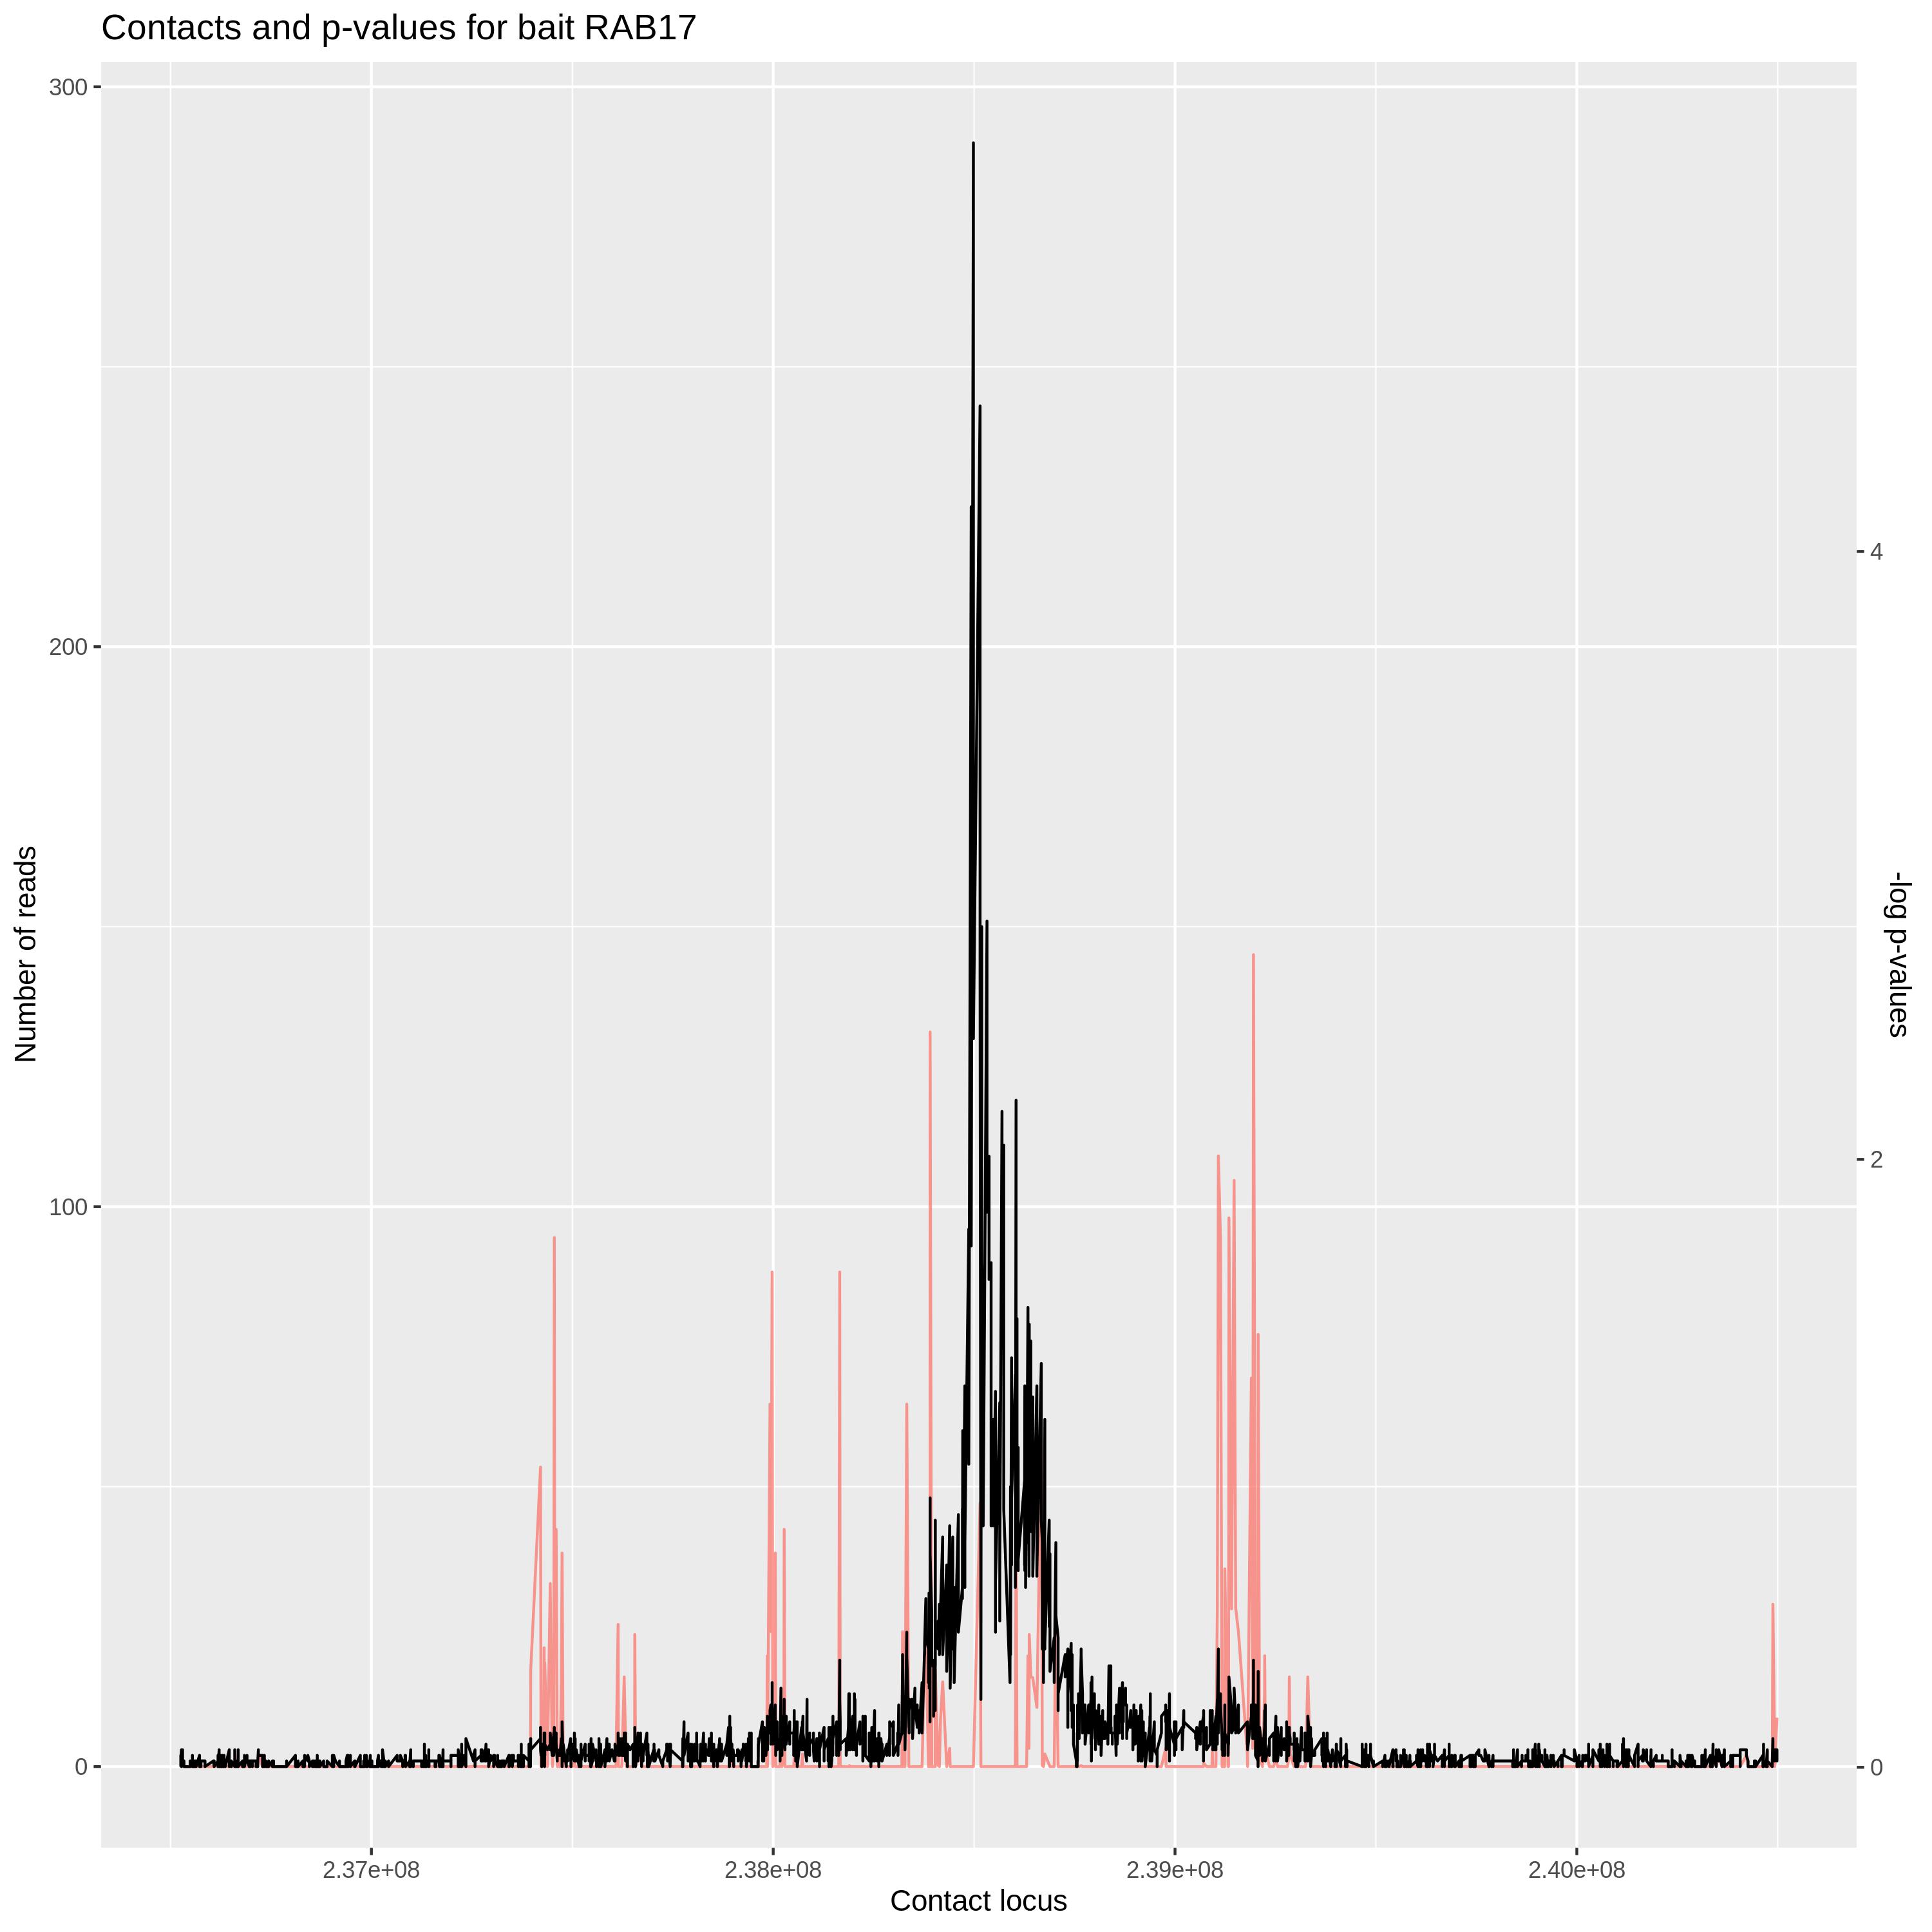 Contacts and p-values for bait RAB17
300
200
100
0
Number of reads
4
2
0
-log p-values
2.37e+08
2.38e+08
2.39e+08
2.40e+08
Contact locus